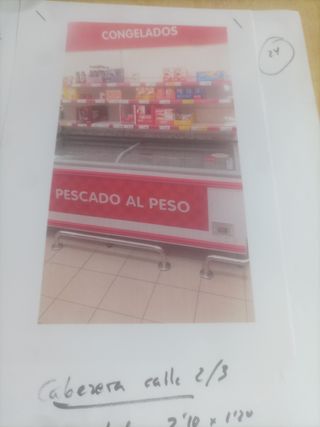 CONGELADOS
24
PESCADO AL PESO
Cabezera calle 2/3
2'10 x 1'20